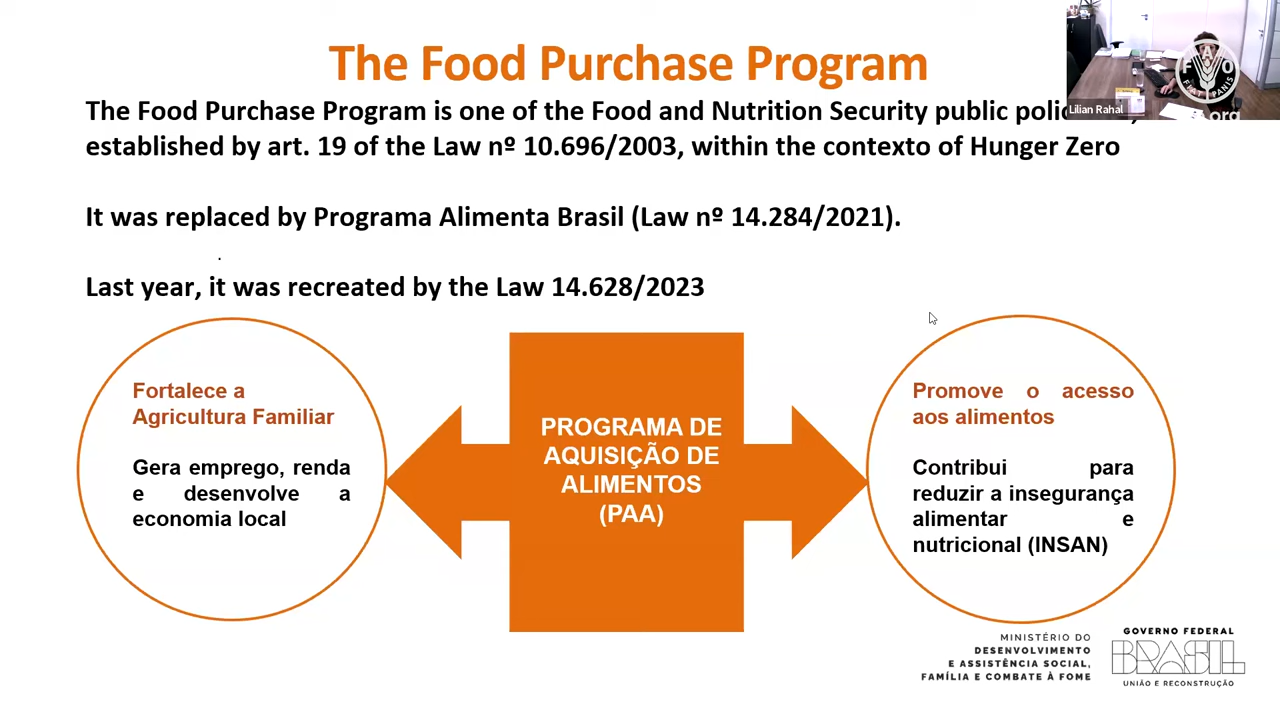 The Food Purchase Program
Lilian Rahal
FAO
FIAT PANIS
.org
The Food Purchase Program is one of the Food and Nutrition Security public
established by art. 19 of the Law nº 10.696/2003, within the contexto of Hunger Zero
It was replaced by Programa Alimenta Brasil (Law nº 14.284/2021).
.
Last year, it was recreated by the Law 14.628/2023
Fortalece a
Agricultura Familiar
Gera emprego, renda
e desenvolve a
economia local
PROGRAMA DE
AQUISIÇÃO DE
ALIMENTOS
(PAA)
Promove o acesso
aos alimentos
Contribui para
reduzir a insegurança
alimentar e
nutricional (INSAN)
MINISTÉRIO DO
DESENVOLVIMENTO
E ASSISTÊNCIA SOCIAL,
FAMÍLIA E COMBATE À FOME
GOVERNO FEDERAL
BRASIL
UNIÃO E RECONSTRUÇÃO